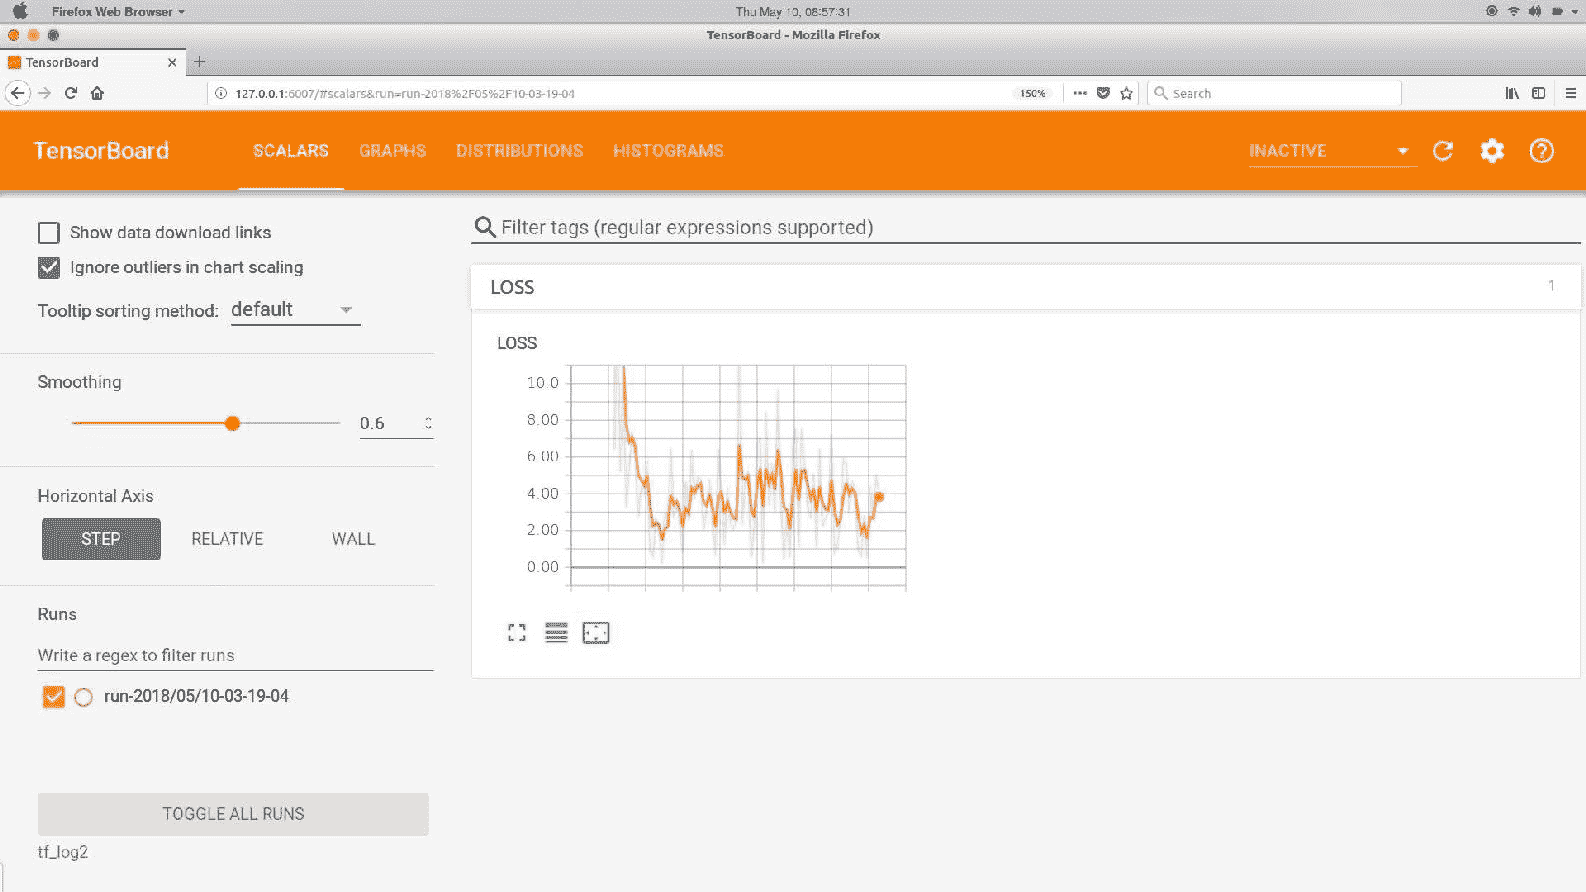 Firefox Web Browser
Thu May 10, 08:57:31
TensorBoard - Mozilla Firefox
TensorBoard
127.0.0.1:6007/#scalars&run=run-2018%2F05%2F10-03-19-04
150%
Search
TensorBoard
SCALARS
GRAPHS
DISTRIBUTIONS
HISTOGRAMS
INACTIVE
Show data download links
Ignore outliers in chart scaling
Tooltip sorting method: default
Smoothing
0.6
Horizontal Axis
STEP
RELATIVE
WALL
Runs
Write a regex to filter runs
run-2018/05/10-03-19-04
TOGGLE ALL RUNS
tf_log2
Filter tags (regular expressions supported)
LOSS
1
LOSS
10.0
8.00
6.00
4.00
2.00
0.00